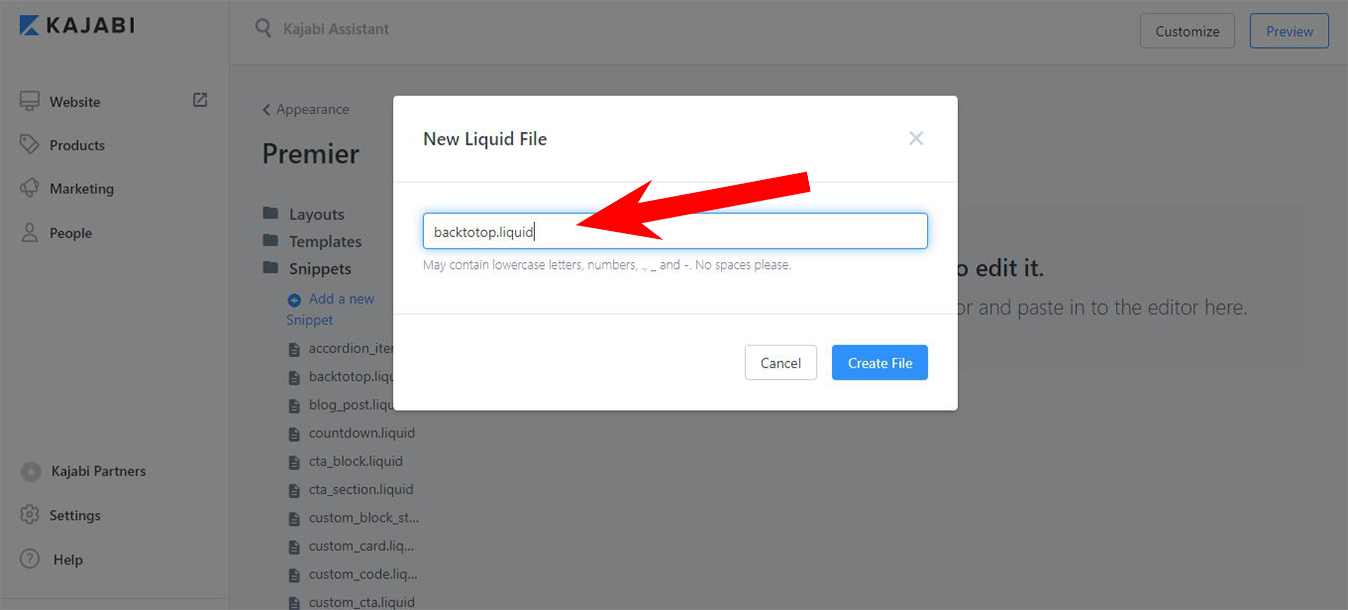 KAJABI
Kajabi Assistant
Customize
Preview
Website
Products
Marketing
People
Kajabi Partners
Settings
Help
Appearance
Premier
Layouts
Templates
Snippets
Add a new
Snippet
accordion_iter
backtotop.liqu
blog_post.liqu
countdown.liquid
cta_block.liquid
cta_section.liquid
custom_block_st...
custom_card.liq...
custom_code.liq...
custom_cta.liquid
New Liquid File
backtotop.liquid
May contain lowercase letters, numbers, ., _ and -. No spaces please.
Cancel
Create File
o edit it.
or and paste in to the editor here.